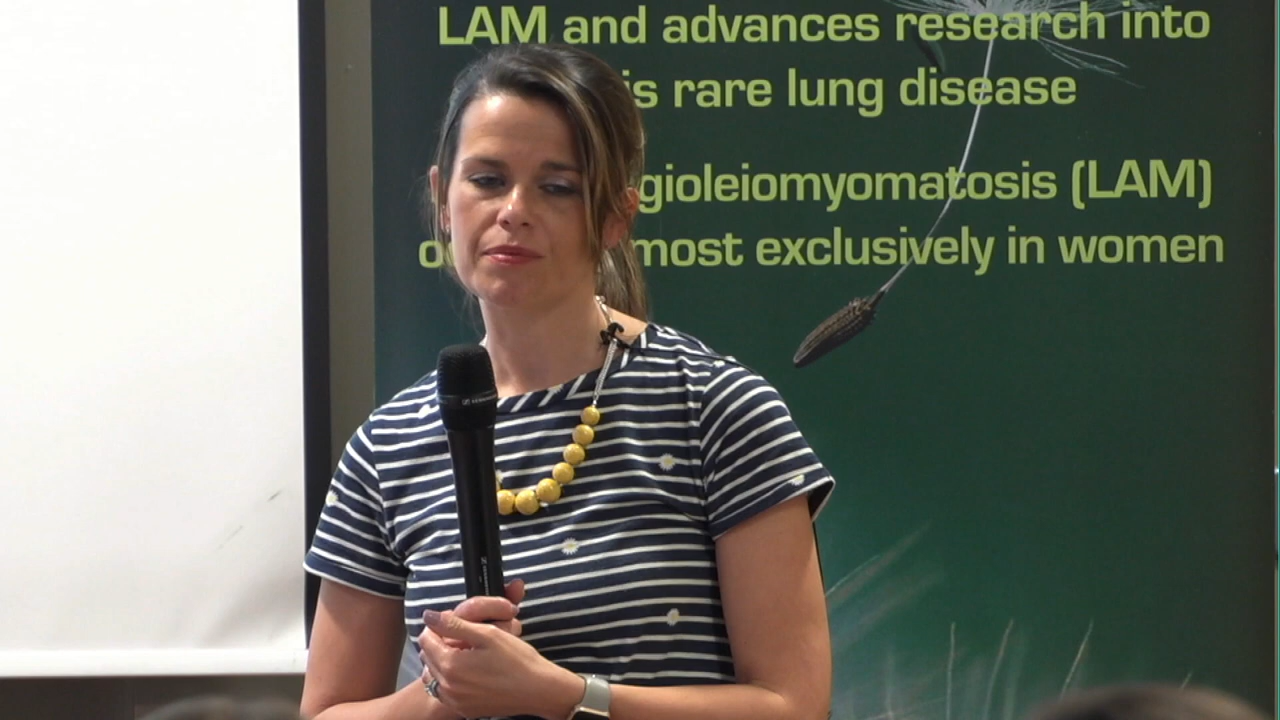 LAM and advances research into
is rare lung disease
gioleiomyomatosis (LAM)
most exclusively in women